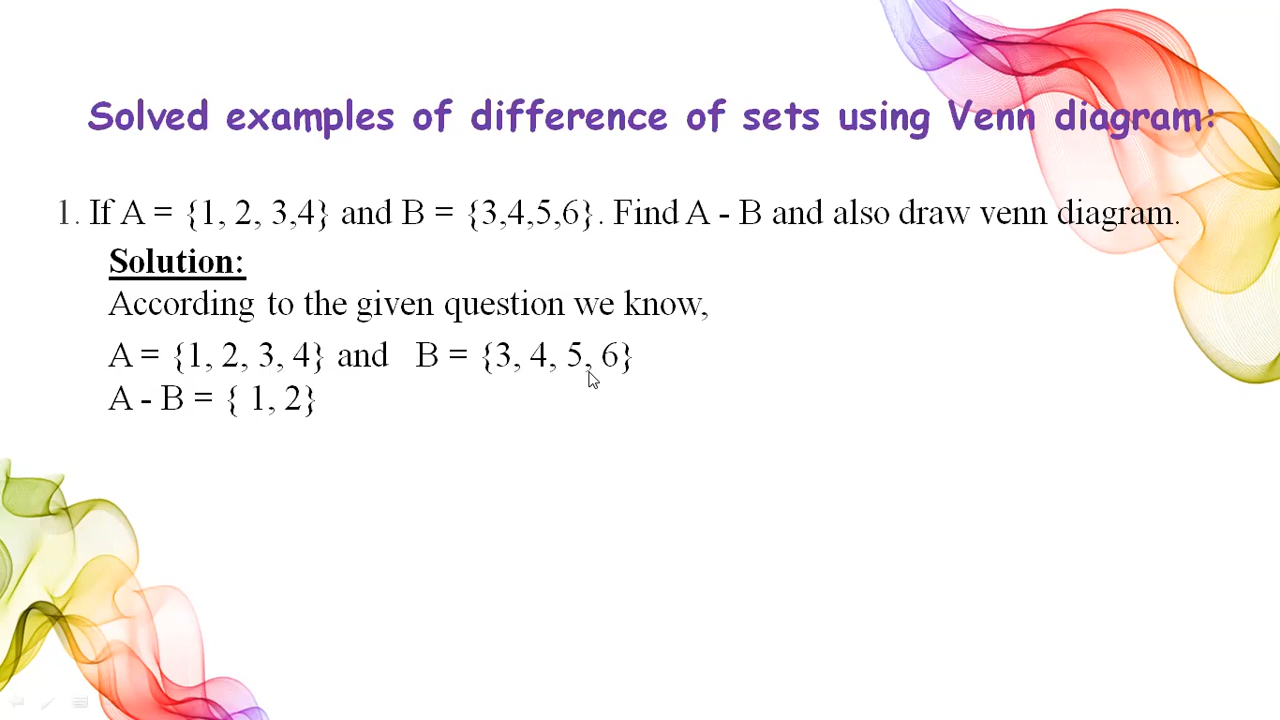 Solved examples of difference of sets using Venn diagram:
1. If A = {1, 2, 3,4} and B = {3,4,5,6}. Find A - B and also draw venn diagram.
Solution:
According to the given question we know,
A = {1, 2, 3, 4} and B = {3, 4, 5, 6}
A - B = { 1, 2}